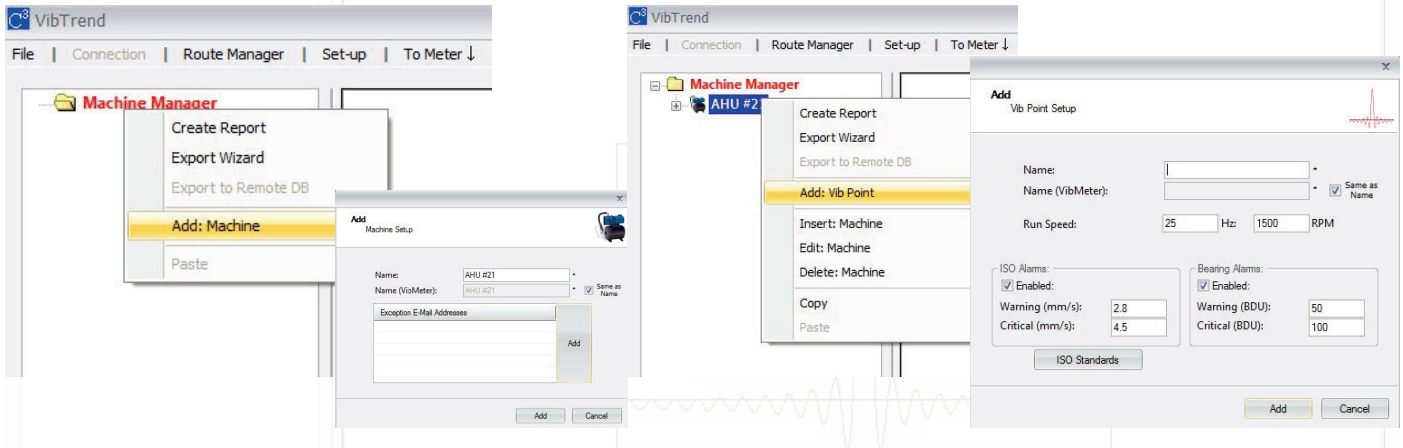 C³ VibTrend
File | Connection | Route Manager | Set-up | To Meter ↓
Machine Manager
Create Report
Export Wizard
Export to Remote DB
Add: Machine
Paste
x
Add
Machine Setup
Name: AHU #21 *
Name (VibMeter): AHU #21 * Same as Name
Exception E-Mail Addresses
Add
Add Cancel
C³ VibTrend
File | Connection | Route Manager | Set-up | To Meter ↓
Machine Manager
AHU #2
Create Report
Export Wizard
Export to Remote DB
Add: Vib Point
Insert: Machine
Edit: Machine
Delete: Machine
Copy
Paste
x
Add
Vib Point Setup
Name: *
Name (VibMeter): * Same as Name
Run Speed: 25 Hz: 1500 RPM
ISO Alarms: Bearing Alarms:
Enabled: Enabled:
Warning (mm/s): 2.8 Warning (BDU): 50
Critical (mm/s): 4.5 Critical (BDU): 100
ISO Standards
Add Cancel